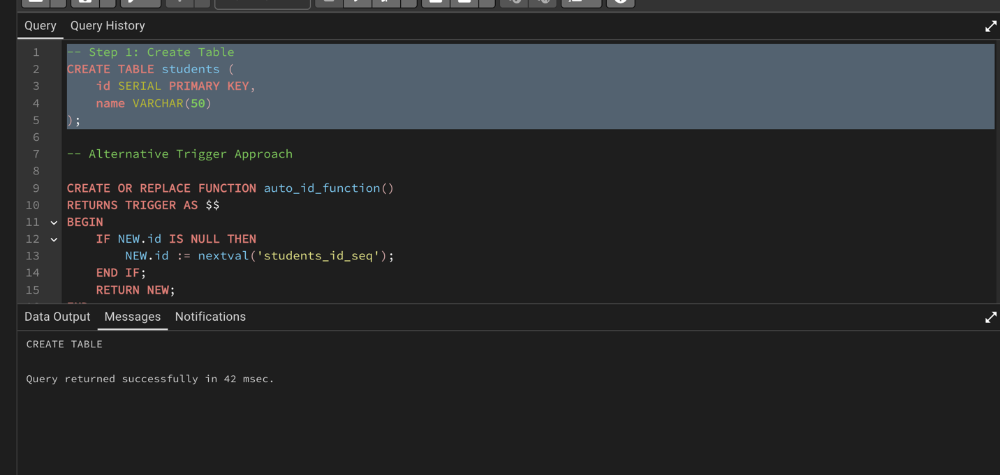 Query Query History
1 -- Step 1: Create Table
2 CREATE TABLE students (
3 id SERIAL PRIMARY KEY,
4 name VARCHAR(50)
5 );
6
7 -- Alternative Trigger Approach
8
9 CREATE OR REPLACE FUNCTION auto_id_function()
10 RETURNS TRIGGER AS $$
11 BEGIN
12 IF NEW.id IS NULL THEN
13 NEW.id := nextval('students_id_seq');
14 END IF;
15 RETURN NEW;
Data Output Messages Notifications
CREATE TABLE
Query returned successfully in 42 msec.